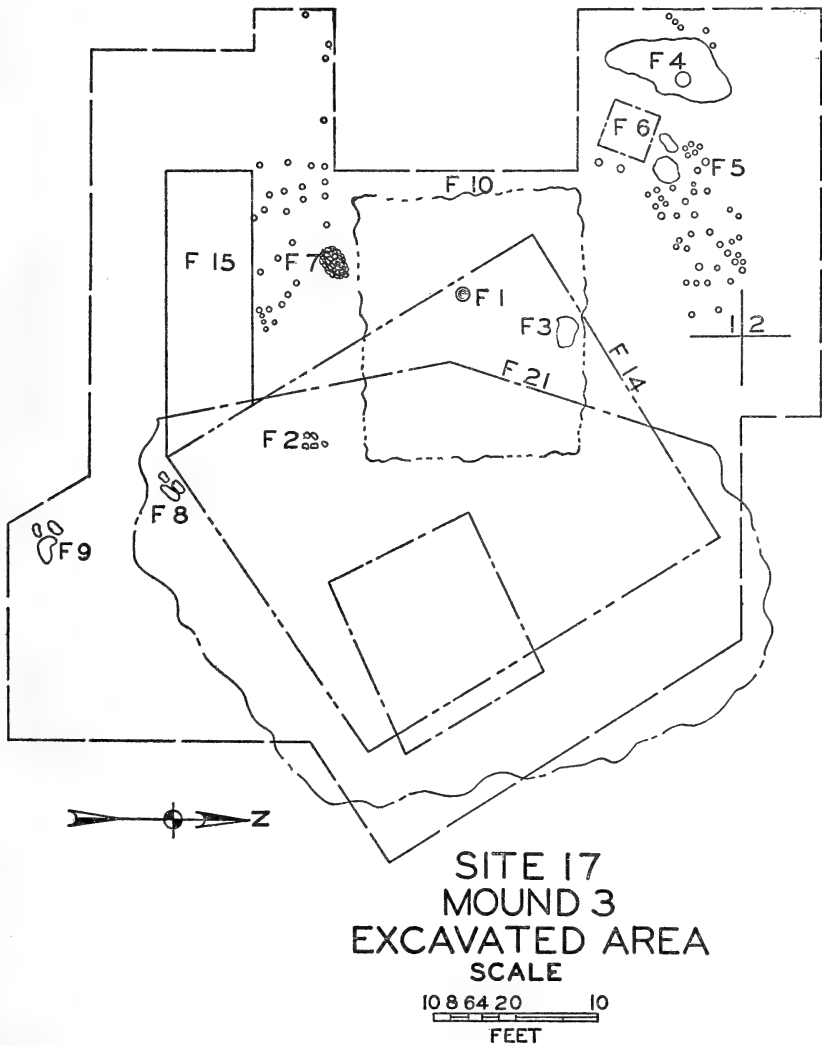 F 4
F 6
F 5
F 10
F 15
F 7
F 1
F 3
1 2
F 14
F 21
F 2
F 8
F 9
N
SITE 17
MOUND 3
EXCAVATED AREA
SCALE
10 8 6 4 2 0 10
FEET